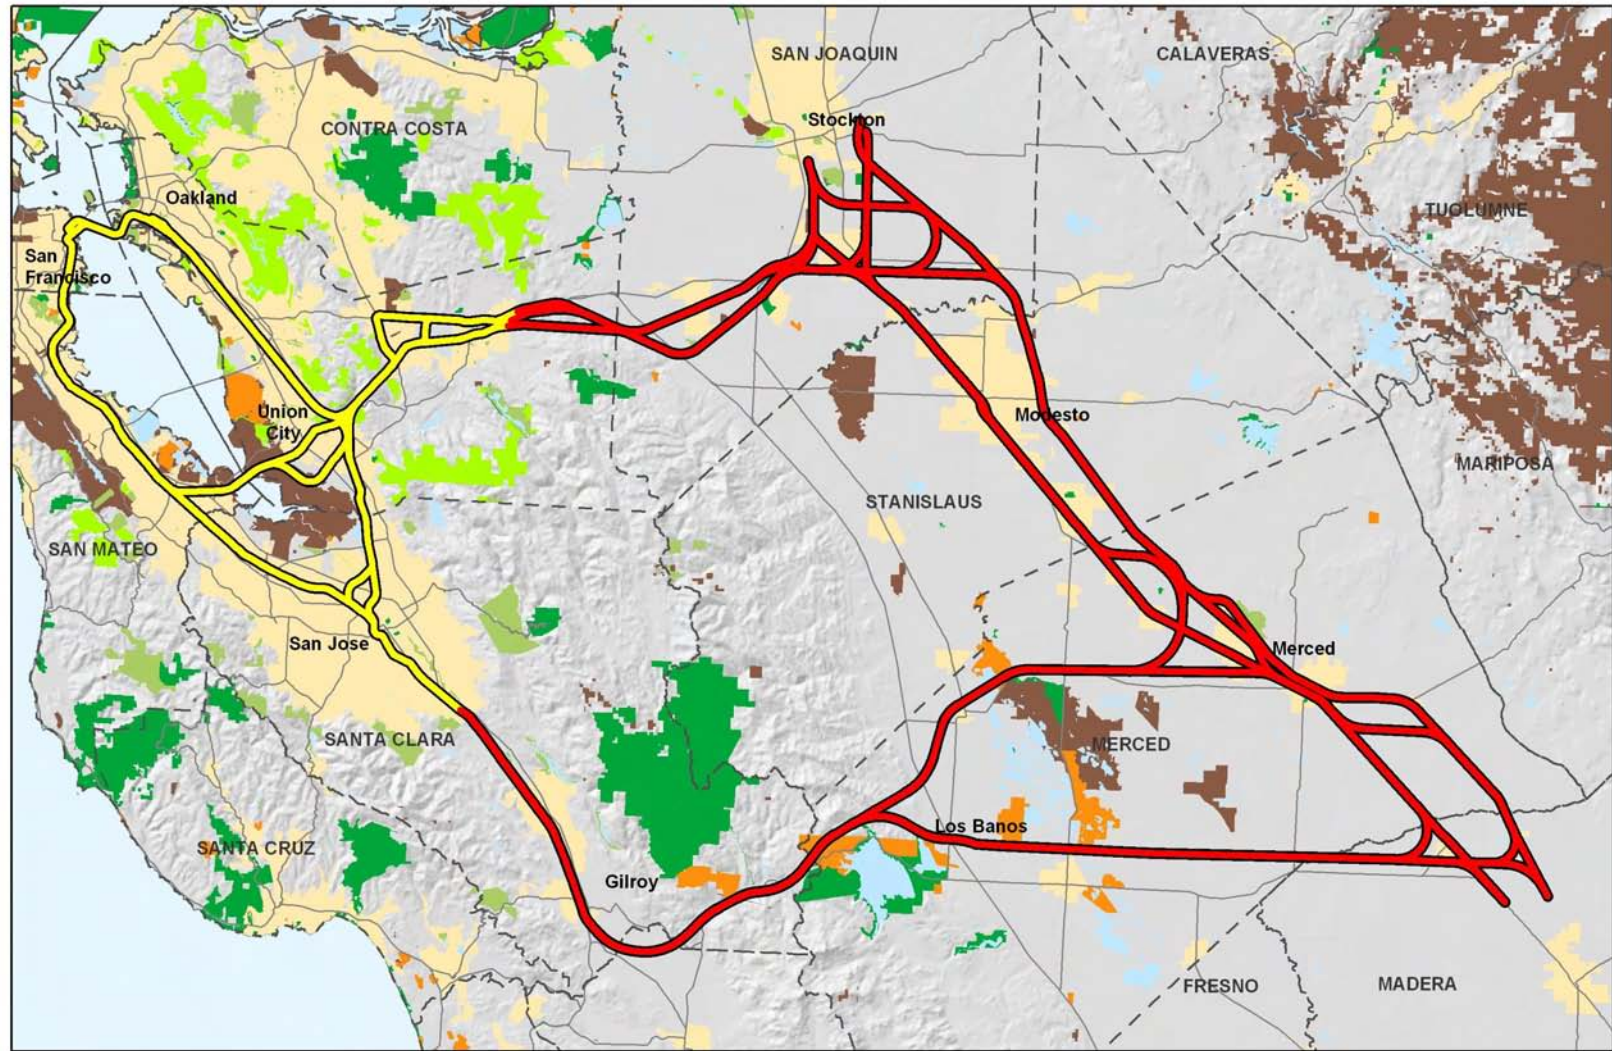 SAN JOAQUIN
CALAVERAS
Stockton
CONTRA COSTA
Oakland
TUOLUMNE
San
Francisco
Union
City
Modesto
MARIPOSA
STANISLAUS
SAN MATEO
San Jose
Merced
SANTA CLARA
MERCED
Los Banos
SANTA CRUZ
Gilroy
FRESNO
MADERA